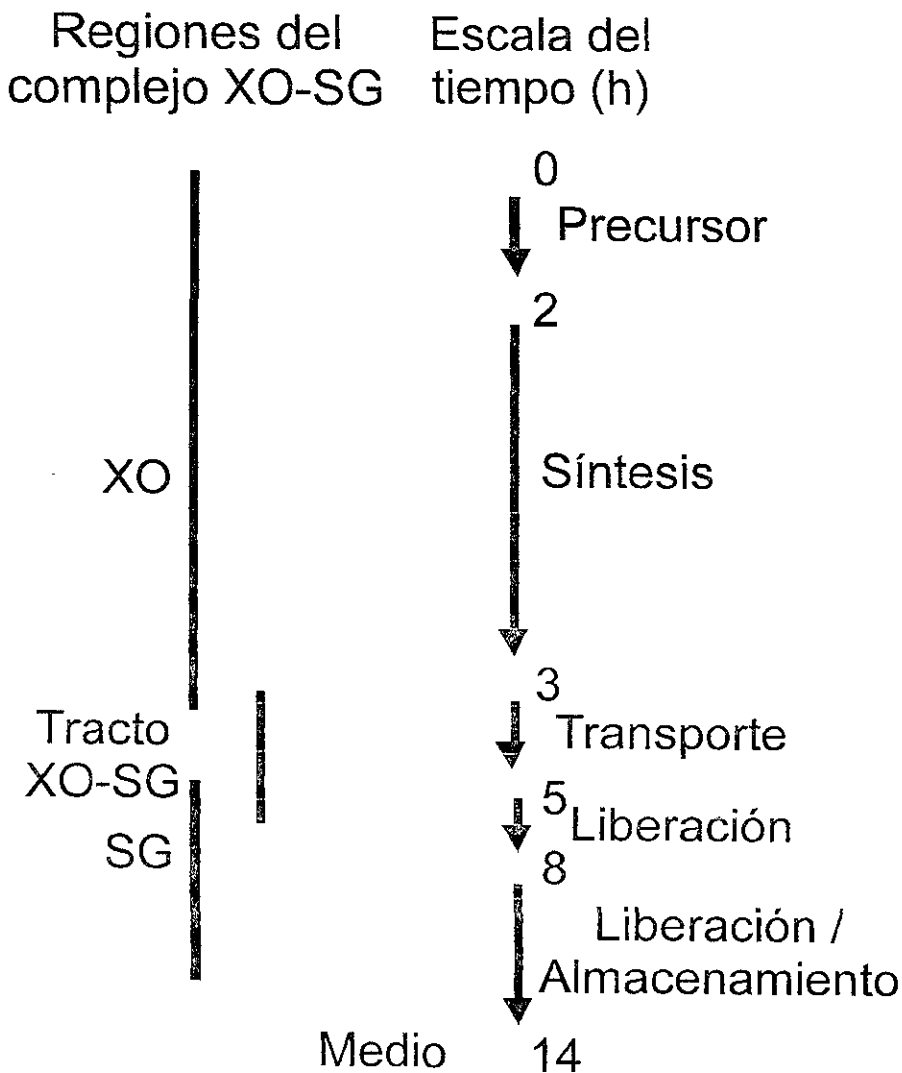 Regiones del
complejo XO-SG
Escala del
tiempo (h)
0
Precursor
2
XO
Síntesis
3
Tracto
XO-SG
Transporte
5
Liberación
SG
8
Liberación /
Almacenamiento
Medio
14